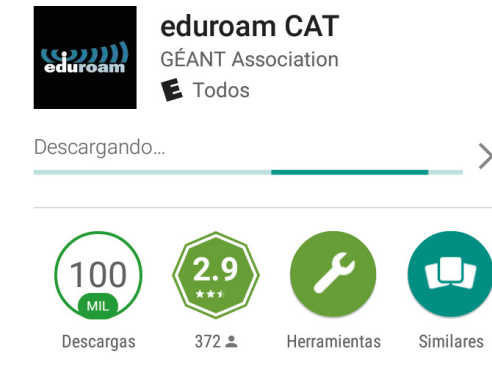 eduroam CAT
eduroam
GÉANT Association
E Todos
Descargando...
100
MIL
2.9
Descargas
372
Herramientas
Similares